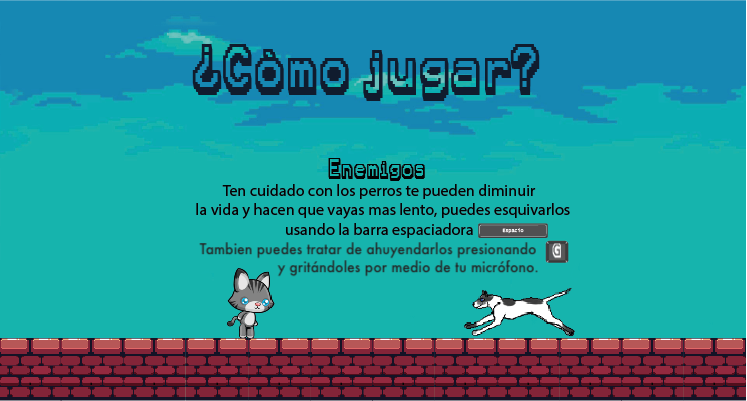 ¿Còmo jugar?
Enemigos
Ten cuidado con los perros te pueden diminuir
la vida y hacen que vayas mas lento, puedes esquivarlos
usando la barra espaciadora Espacio
Tambien puedes tratar de ahuyendarlos presionando G
y gritándoles por medio de tu micrófono.